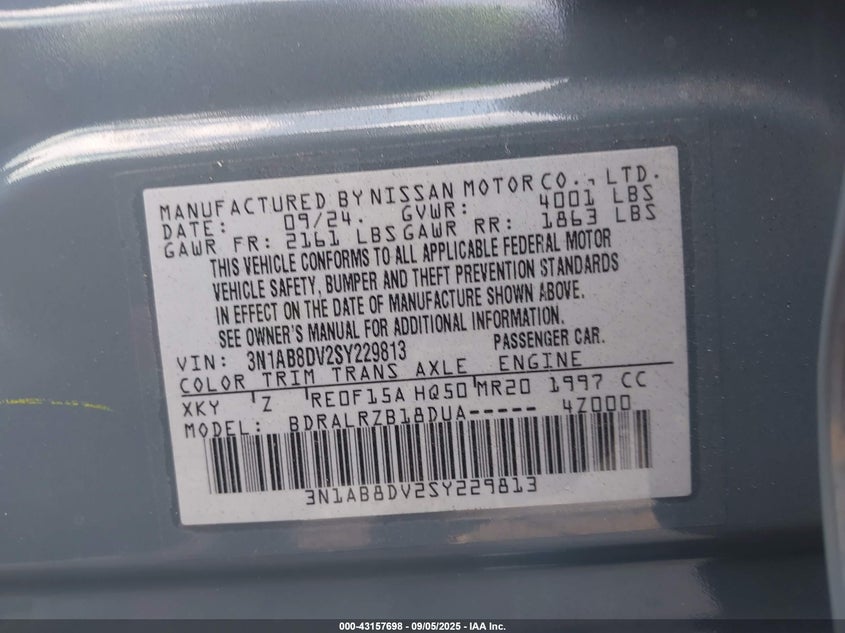 MANUFACTURED BY NISSAN MOTOR CO., LTD.
DATE: 09/24. GVWR: 4001 LBS
GAWR FR: 2161 LBS GAWR RR: 1863 LBS
THIS VEHICLE CONFORMS TO ALL APPLICABLE FEDERAL MOTOR
VEHICLE SAFETY, BUMPER AND THEFT PREVENTION STANDARDS
IN EFFECT ON THE DATE OF MANUFACTURE SHOWN ABOVE.
SEE OWNER'S MANUAL FOR ADDITIONAL INFORMATION.
VIN: 3N1AB8DV2SY229813 PASSENGER CAR.
COLOR TRIM TRANS AXLE ENGINE
XKY Z RE0F15A HQ50 MR20 1997 CC
MODEL: BDRALRZB18DUA----- 4Z000
3N1AB8DV2SY229813
000-43157698 - 09/05/2025 - IAA Inc.